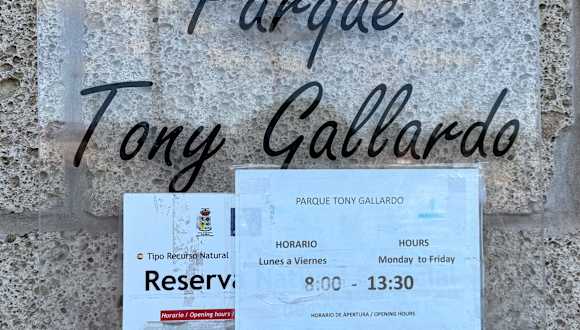 Parque
Tony Gallardo
Tipo Recurso Natural
Reserva
Horario / Opening hours /
PARQUE TONY GALLARDO
HORARIO HOURS
Lunes a Viernes Monday to Friday
8:00 - 13:30
HORARIO DE APERTURA / OPENING HOURS